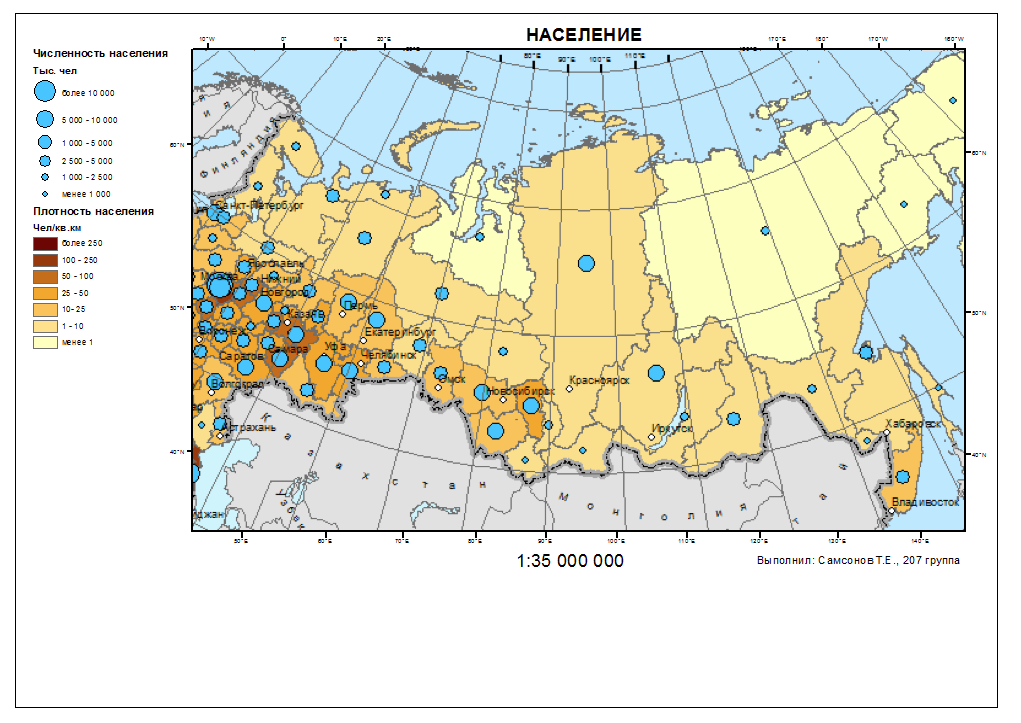 НАСЕЛЕНИЕ
Численность населения
Тыс. чел
более 10 000
5 000 - 10 000
1 000 - 5 000
2 500 - 5 000
1 000 - 2 500
менее 1 000
Плотность населения
Чел/кв.км
более 250
100 - 250
50 - 100
25 - 50
10 - 25
1 - 10
менее 1
10°W
0°
10°E
20°E
170°E
180°
170°W
160°W
80°E
90°E
100°E
110°E
60°N
60°N
50°N
50°N
40°N
40°N
Финляндия
Санкт-Петербург
Ярославль
Москва
Нижний
Новгород
Казань
Пермь
Воронеж
Екатеринбург
Самара
Уфа
Саратов
Челябинск
Волгоград
Омск
Новосибирск
Красноярск
Астрахань
Иркутск
Хабаровск
Владивосток
Казахстан
Монголия
Узбек
джан
50°E
60°E
70°E
80°E
90°E
100°E
110°E
120°E
130°E
140°E
1:35 000 000
Выполнил: Самсонов Т.Е., 207 группа